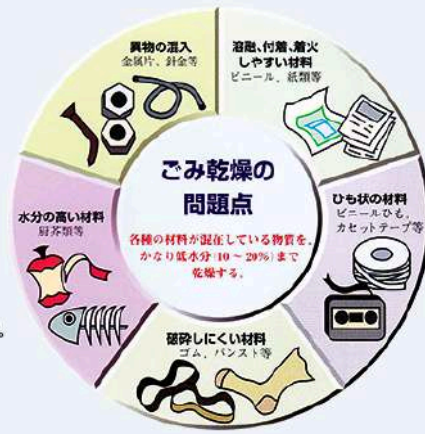 ごみ乾燥の
問題点
各種の材料が混在している物質を、
かなり低水分(10～20%)まで
乾燥する。
異物の混入
金属片、針金等
溶融、付着、着火
しやすい材料
ビニール、紙類等
ひも状の材料
ビニールひも、
カセットテープ等
破砕しにくい材料
ゴム、パンスト等
水分の高い材料
厨芥類等
。